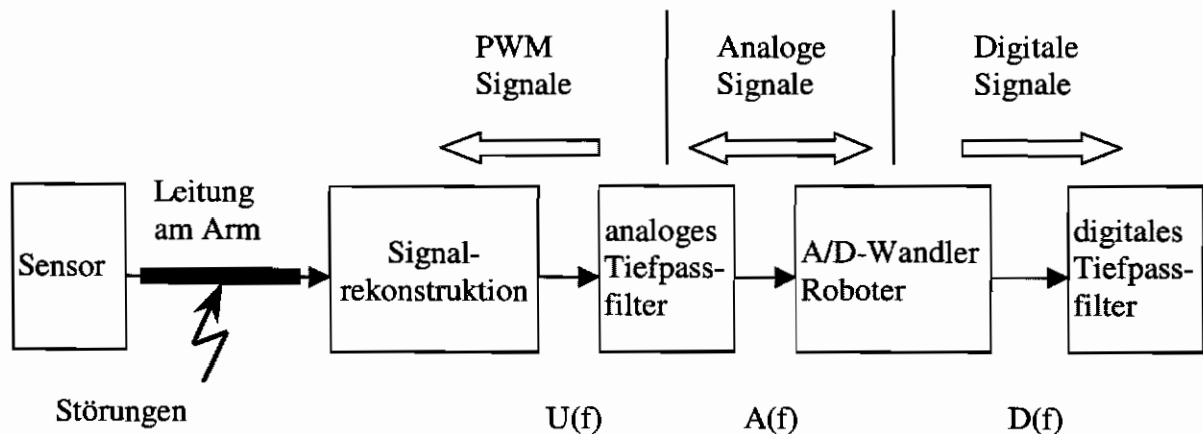 PWM
Signale
Analoge
Signale
Digitale
Signale
Leitung
am Arm
Sensor
Signal-
rekonstruktion
analoges
Tiefpass-
filter
A/D-Wandler
Roboter
digitales
Tiefpass-
filter
Störungen
U(f)
A(f)
D(f)